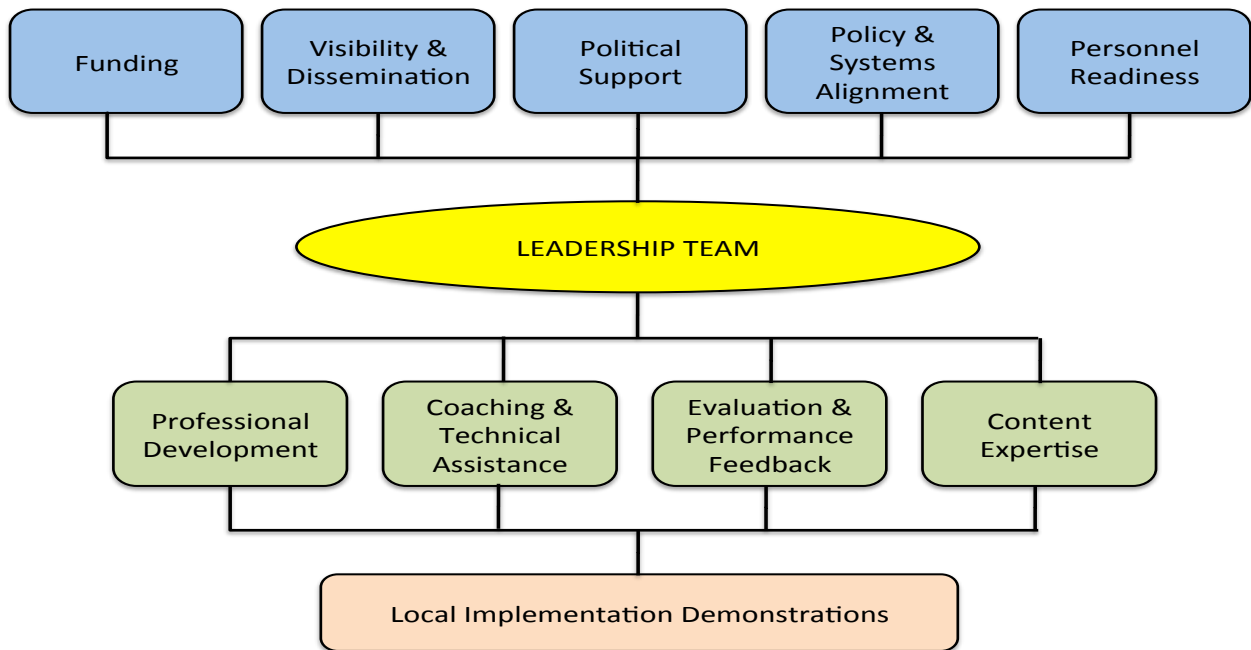 Funding
Visibility &
Dissemination
Political
Support
Policy &
Systems
Alignment
Personnel
Readiness
LEADERSHIP TEAM
Professional
Development
Coaching &
Technical
Assistance
Evaluation &
Performance
Feedback
Content
Expertise
Local Implementation Demonstrations